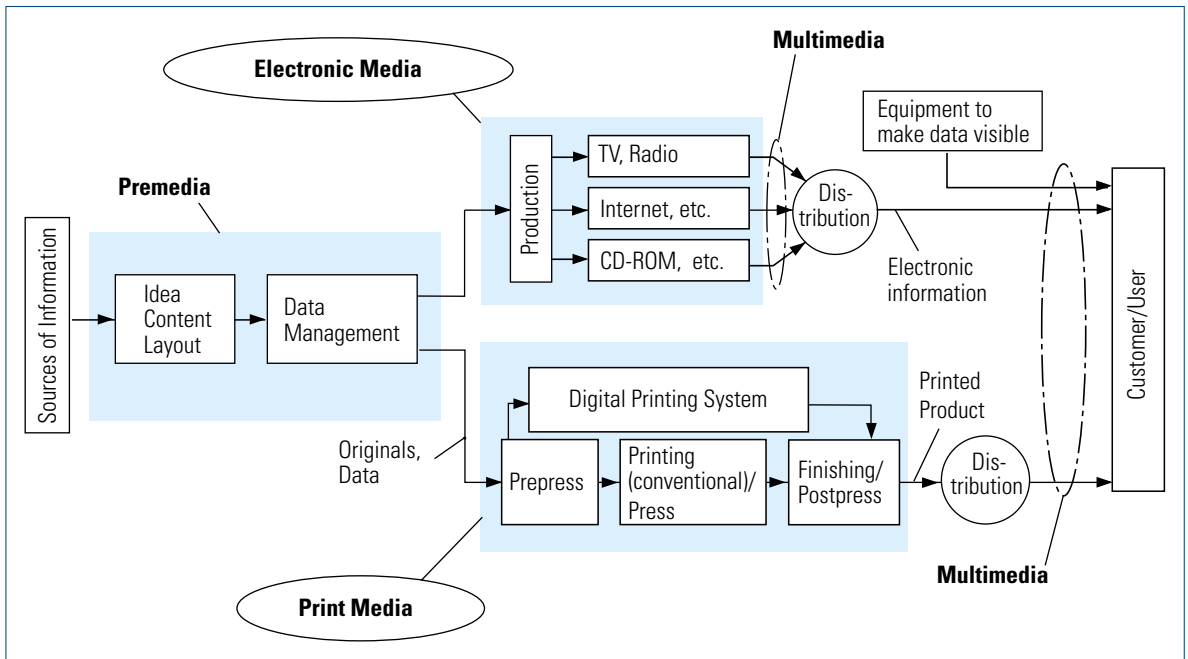 Multimedia
Electronic Media
Equipment to
make data visible
Premedia
Production
TV, Radio
Internet, etc.
CD-ROM, etc.
Dis-
tribution
Electronic
information
Sources of Information
Idea
Content
Layout
Data
Management
Customer/User
Originals,
Data
Digital Printing System
Prepress
Printing
(conventional)/
Press
Finishing/
Postpress
Printed
Product
Dis-
tribution
Multimedia
Print Media